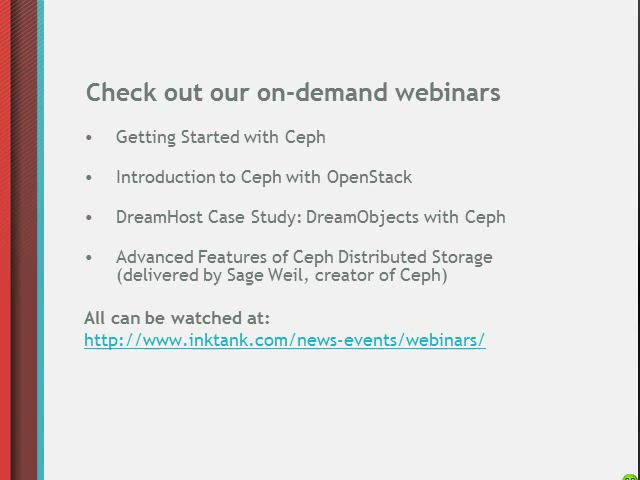 Check out our on-demand webinars
• Getting Started with Ceph
• Introduction to Ceph with OpenStack
• DreamHost Case Study: DreamObjects with Ceph
• Advanced Features of Ceph Distributed Storage
(delivered by Sage Weil, creator of Ceph)
All can be watched at:
http://www.inktank.com/news-events/webinars/